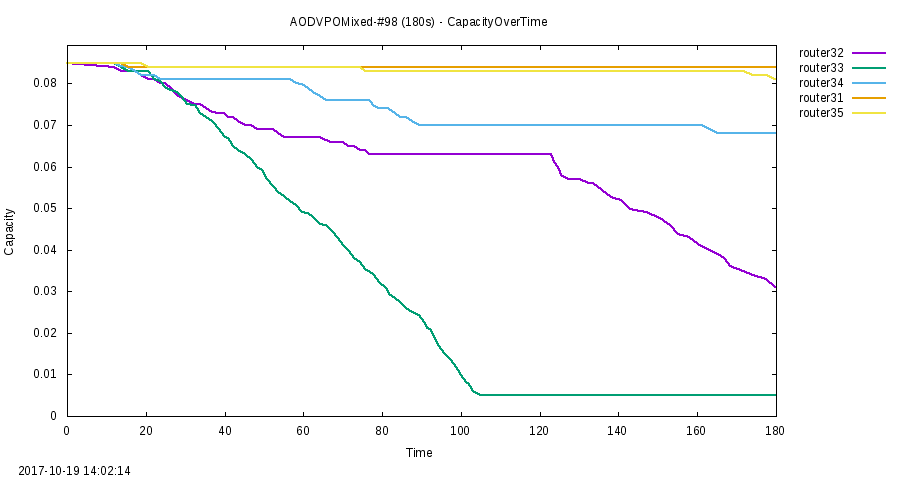 AODVPOMixed-#98 (180s) - CapacityOverTime
router32
router33
router34
router31
router35
Capacity
0.08
0.07
0.06
0.05
0.04
0.03
0.02
0.01
0
0 20 40 60 80 100 120 140 160 180
Time
2017-10-19 14:02:14